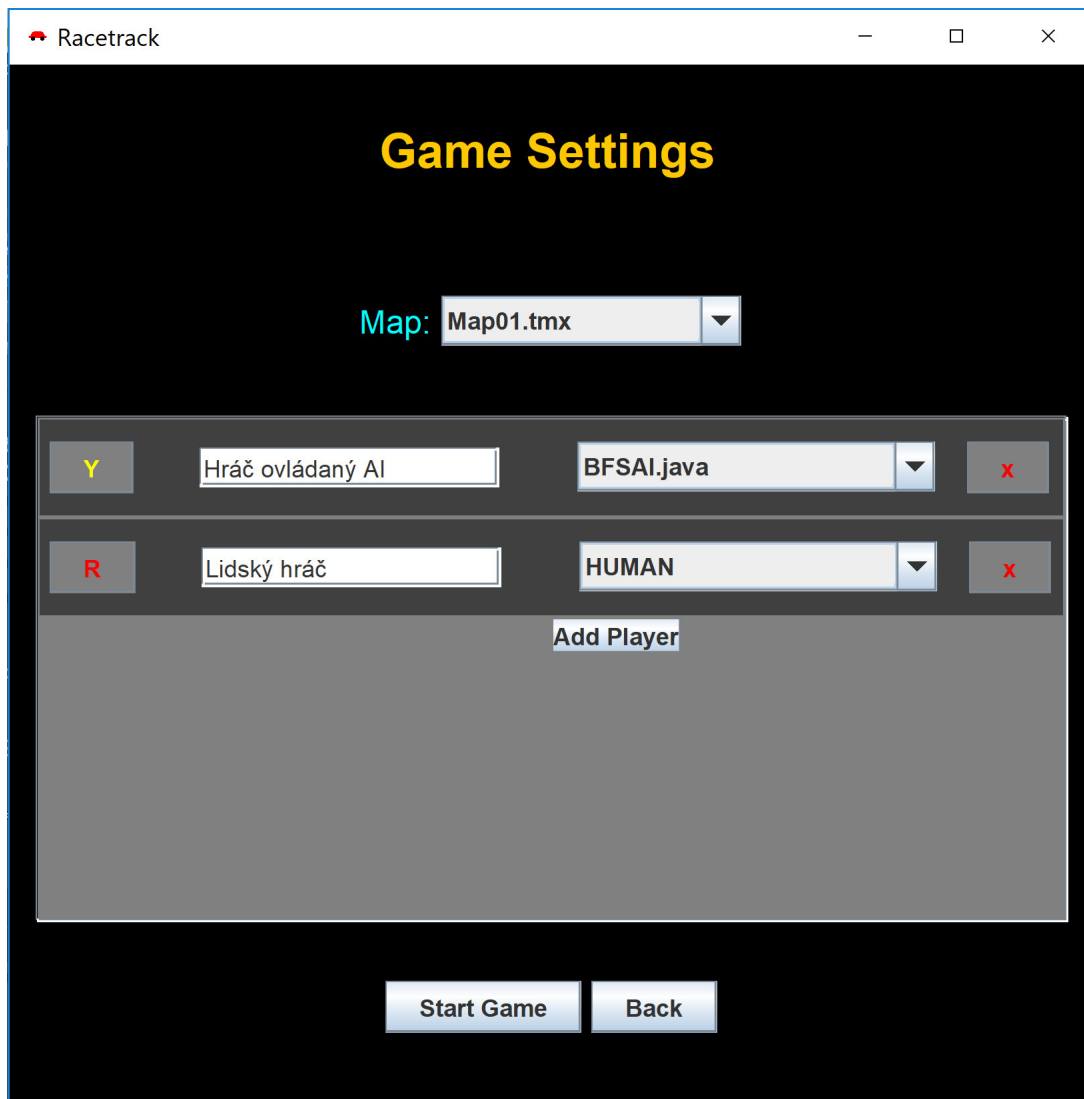 Racetrack
Game Settings
Map: Map01.tmx
Y Hráč ovládaný AI BFSAI.java x
R Lidský hráč HUMAN x
Add Player
Start Game Back